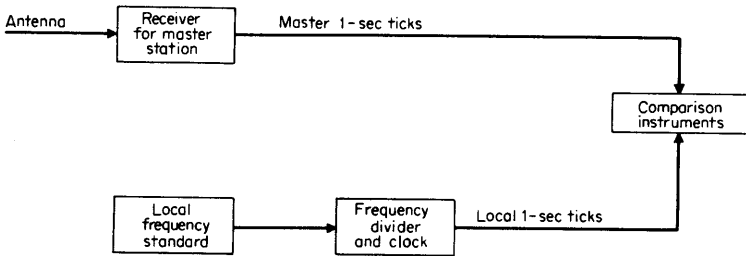 Antenna
Receiver
for master
station
Master 1-sec ticks
Comparison
instruments
Local
frequency
standard
Frequency
divider
and clock
Local 1-sec ticks